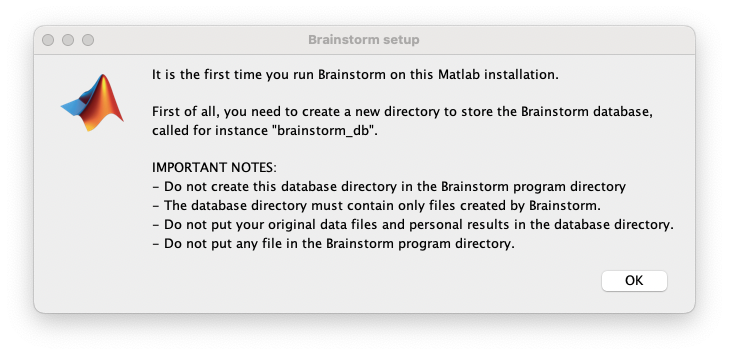 Brainstorm setup
It is the first time you run Brainstorm on this Matlab installation.
First of all, you need to create a new directory to store the Brainstorm database,
called for instance "brainstorm_db".
IMPORTANT NOTES:
- Do not create this database directory in the Brainstorm program directory
- The database directory must contain only files created by Brainstorm.
- Do not put your original data files and personal results in the database directory.
- Do not put any file in the Brainstorm program directory.
OK